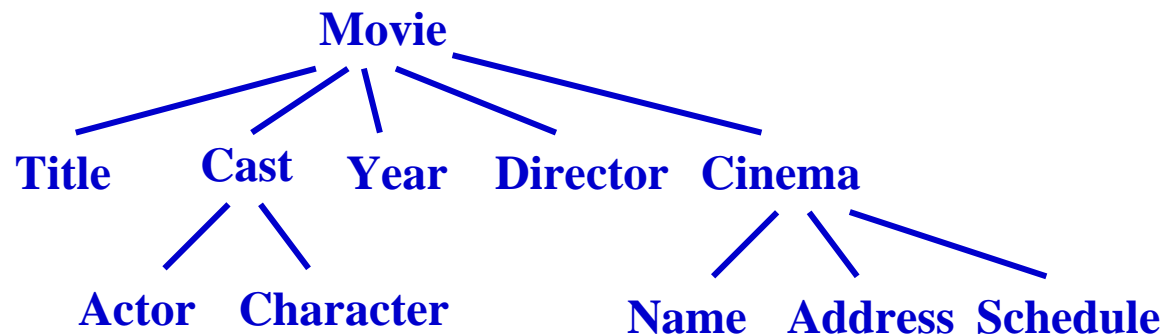 Movie
Title Cast Year Director Cinema
Actor Character Name Address Schedule